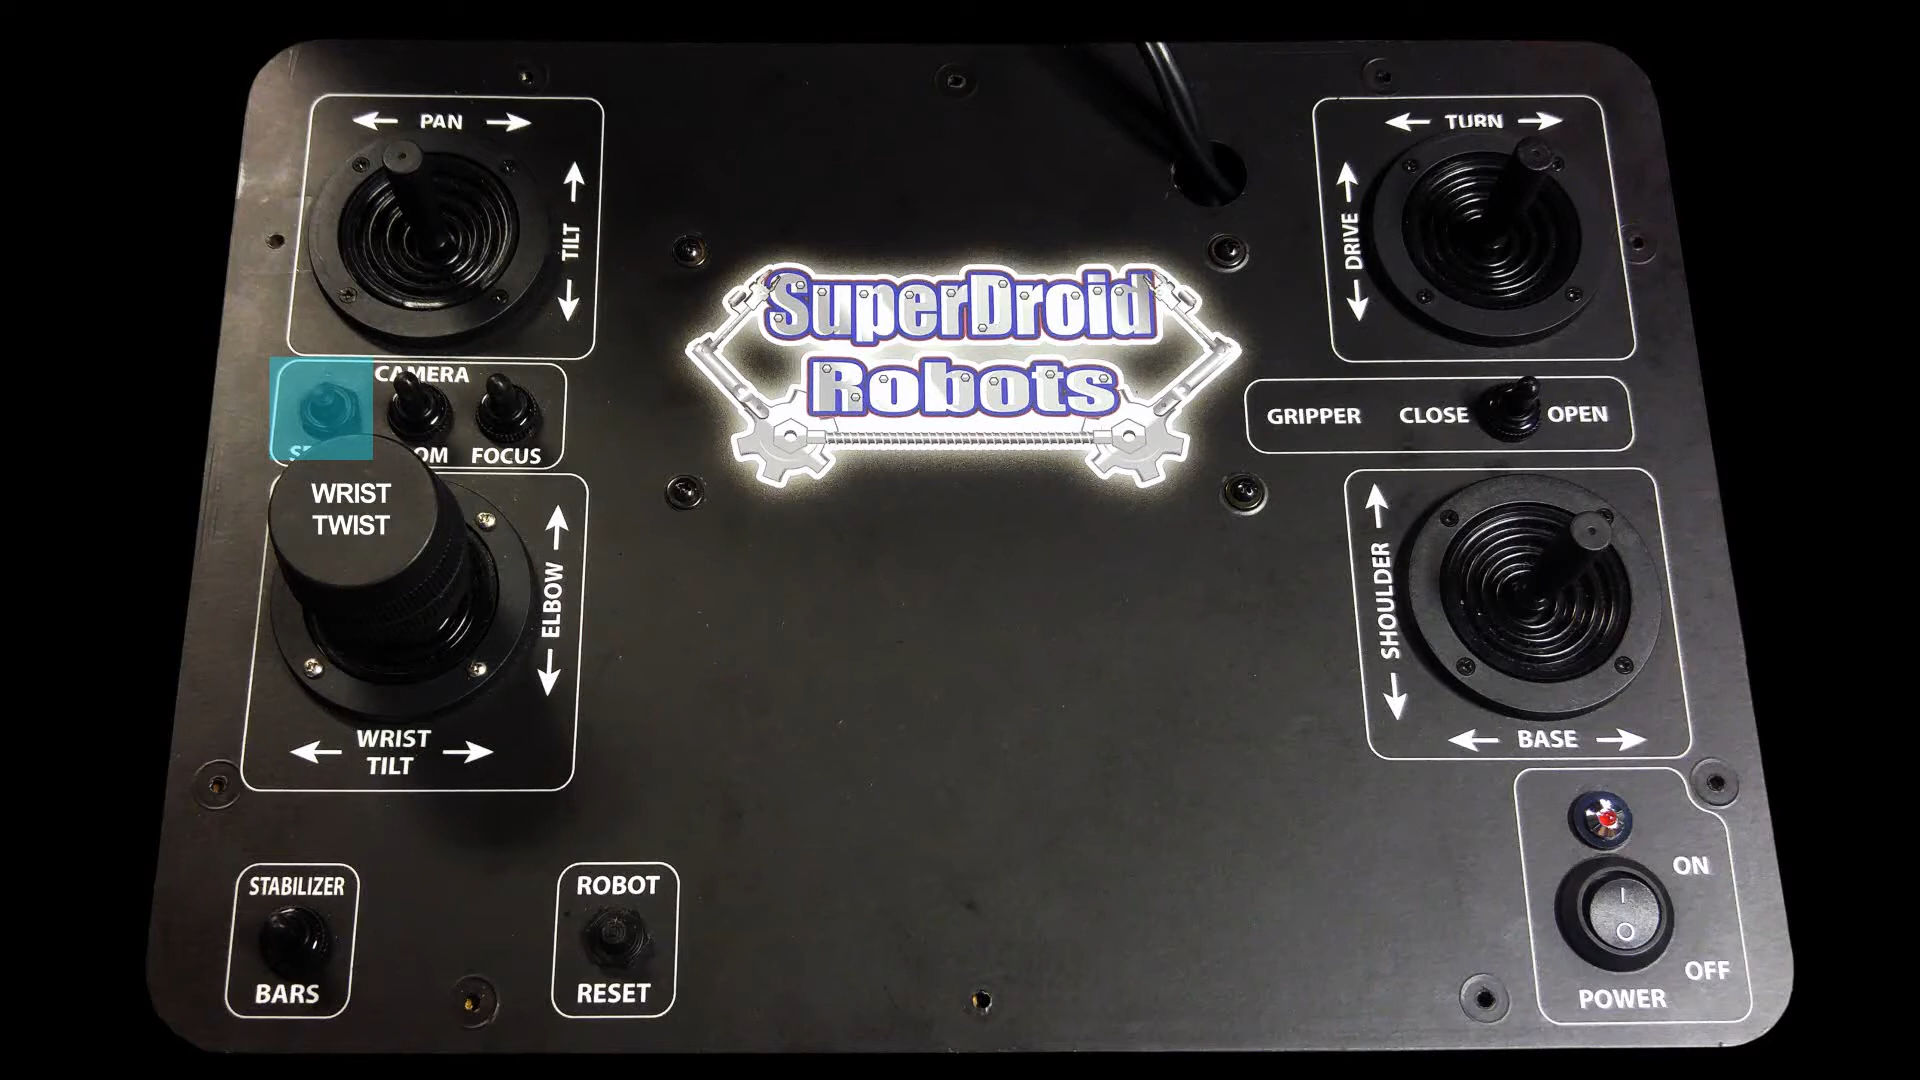 PAN
TILT
TURN
DRIVE
SuperDroid
Robots
CAMERA
FOCUS
GRIPPER CLOSE OPEN
WRIST
TWIST
ELBOW
WRIST
TILT
SHOULDER
BASE
STABILIZER
BARS
ROBOT
RESET
ON
I
O
OFF
POWER